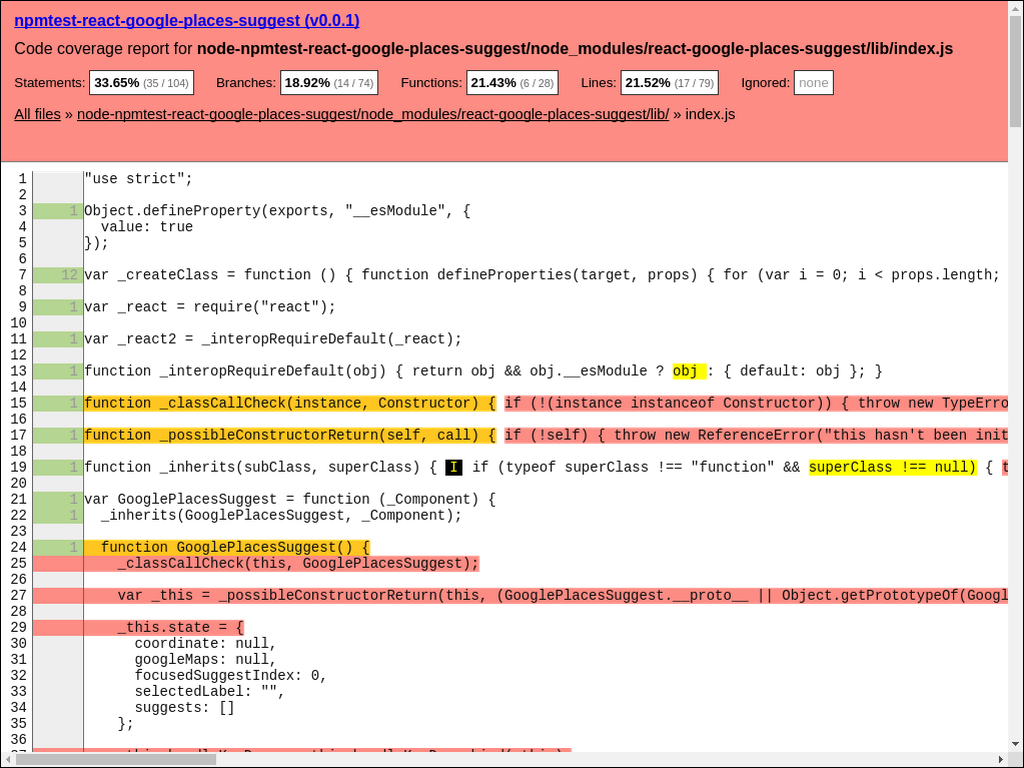 npmtest-react-google-places-suggest (v0.0.1)
Code coverage report for node-npmtest-react-google-places-suggest/node_modules/react-google-places-suggest/lib/index.js
Statements: 33.65% (35 / 104) Branches: 18.92% (14 / 74) Functions: 21.43% (6 / 28) Lines: 21.52% (17 / 79) Ignored: none
All files » node-npmtest-react-google-places-suggest/node_modules/react-google-places-suggest/lib/ » index.js
1 "use strict";
2
3 1 Object.defineProperty(exports, "__esModule", {
4 value: true
5 });
6
7 12 var _createClass = function () { function defineProperties(target, props) { for (var i = 0; i < props.length;
8
9 1 var _react = require("react");
10
11 1 var _react2 = _interopRequireDefault(_react);
12
13 1 function _interopRequireDefault(obj) { return obj && obj.__esModule ? obj : { default: obj }; }
14
15 1 function _classCallCheck(instance, Constructor) { if (!(instance instanceof Constructor)) { throw new TypeErro
16
17 1 function _possibleConstructorReturn(self, call) { if (!self) { throw new ReferenceError("this hasn't been init
18
19 1 function _inherits(subClass, superClass) { I if (typeof superClass !== "function" && superClass !== null) { t
20
21 1 var GooglePlacesSuggest = function (_Component) {
22 1 _inherits(GooglePlacesSuggest, _Component);
23
24 1 function GooglePlacesSuggest() {
25 _classCallCheck(this, GooglePlacesSuggest);
26
27 var _this = _possibleConstructorReturn(this, (GooglePlacesSuggest.__proto__ || Object.getPrototypeOf(Googl
28
29 _this.state = {
30 coordinate: null,
31 googleMaps: null,
32 focusedSuggestIndex: 0,
33 selectedLabel: "",
34 suggests: []
35 };
36